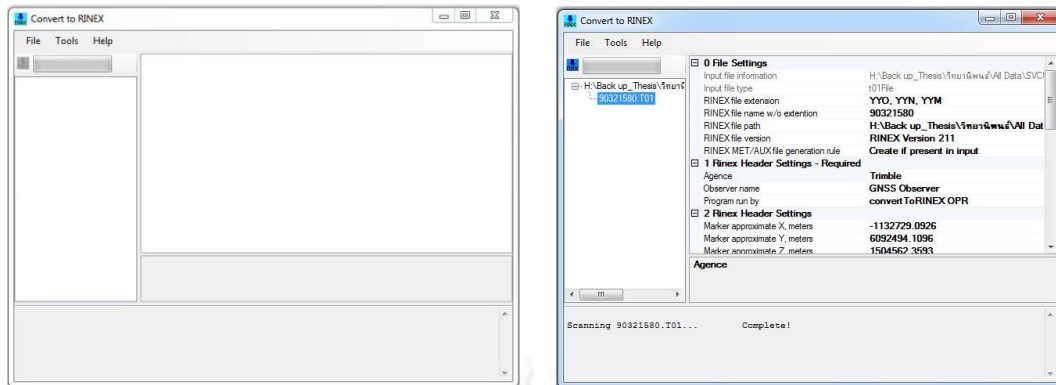 Convert to RINEX
File Tools Help
Convert to RINEX
File Tools Help
H:\Back up_Thesis\วิทยานิ
90321580.T01
0 File Settings
Input file information H:\Back up_Thesis\วิทยานิพนธ์\All Data\SVC
Input file type t01File
RINEX file extension YYO, YYN, YYM
RINEX file name w/o extention 90321580
RINEX file path H:\Back up_Thesis\วิทยานิพนธ์\All Dat
RINEX file version RINEX Version 211
RINEX MET/AUX file generation rule Create if present in input
1 Rinex Header Settings - Required
Agence Trimble
Observer name GNSS Observer
Program run by convertToRINEX OPR
2 Rinex Header Settings
Marker approximate X, meters -1132729.0926
Marker approximate Y, meters 6092494.1096
Marker approximate Z, meters 1504562.3593
Agence
Scanning 90321580.T01... Complete!